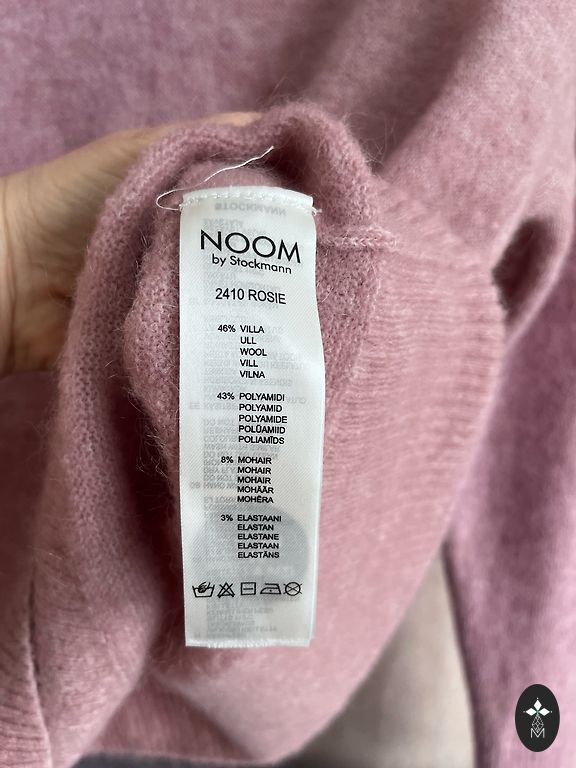 NOOM
by Stockmann
2410 ROSIE
46% VILLA
ULL
WOOL
VILL
VILNA
43% POLYAMIDI
POLYAMID
POLYAMIDE
POLÜAMIID
POLIAMĪDS
8% MOHAIR
MOHAIR
MOHAIR
MOHÄÄR
MOHĒRA
3% ELASTAANI
ELASTAN
ELASTANE
ELASTAAN
ELASTĀNS